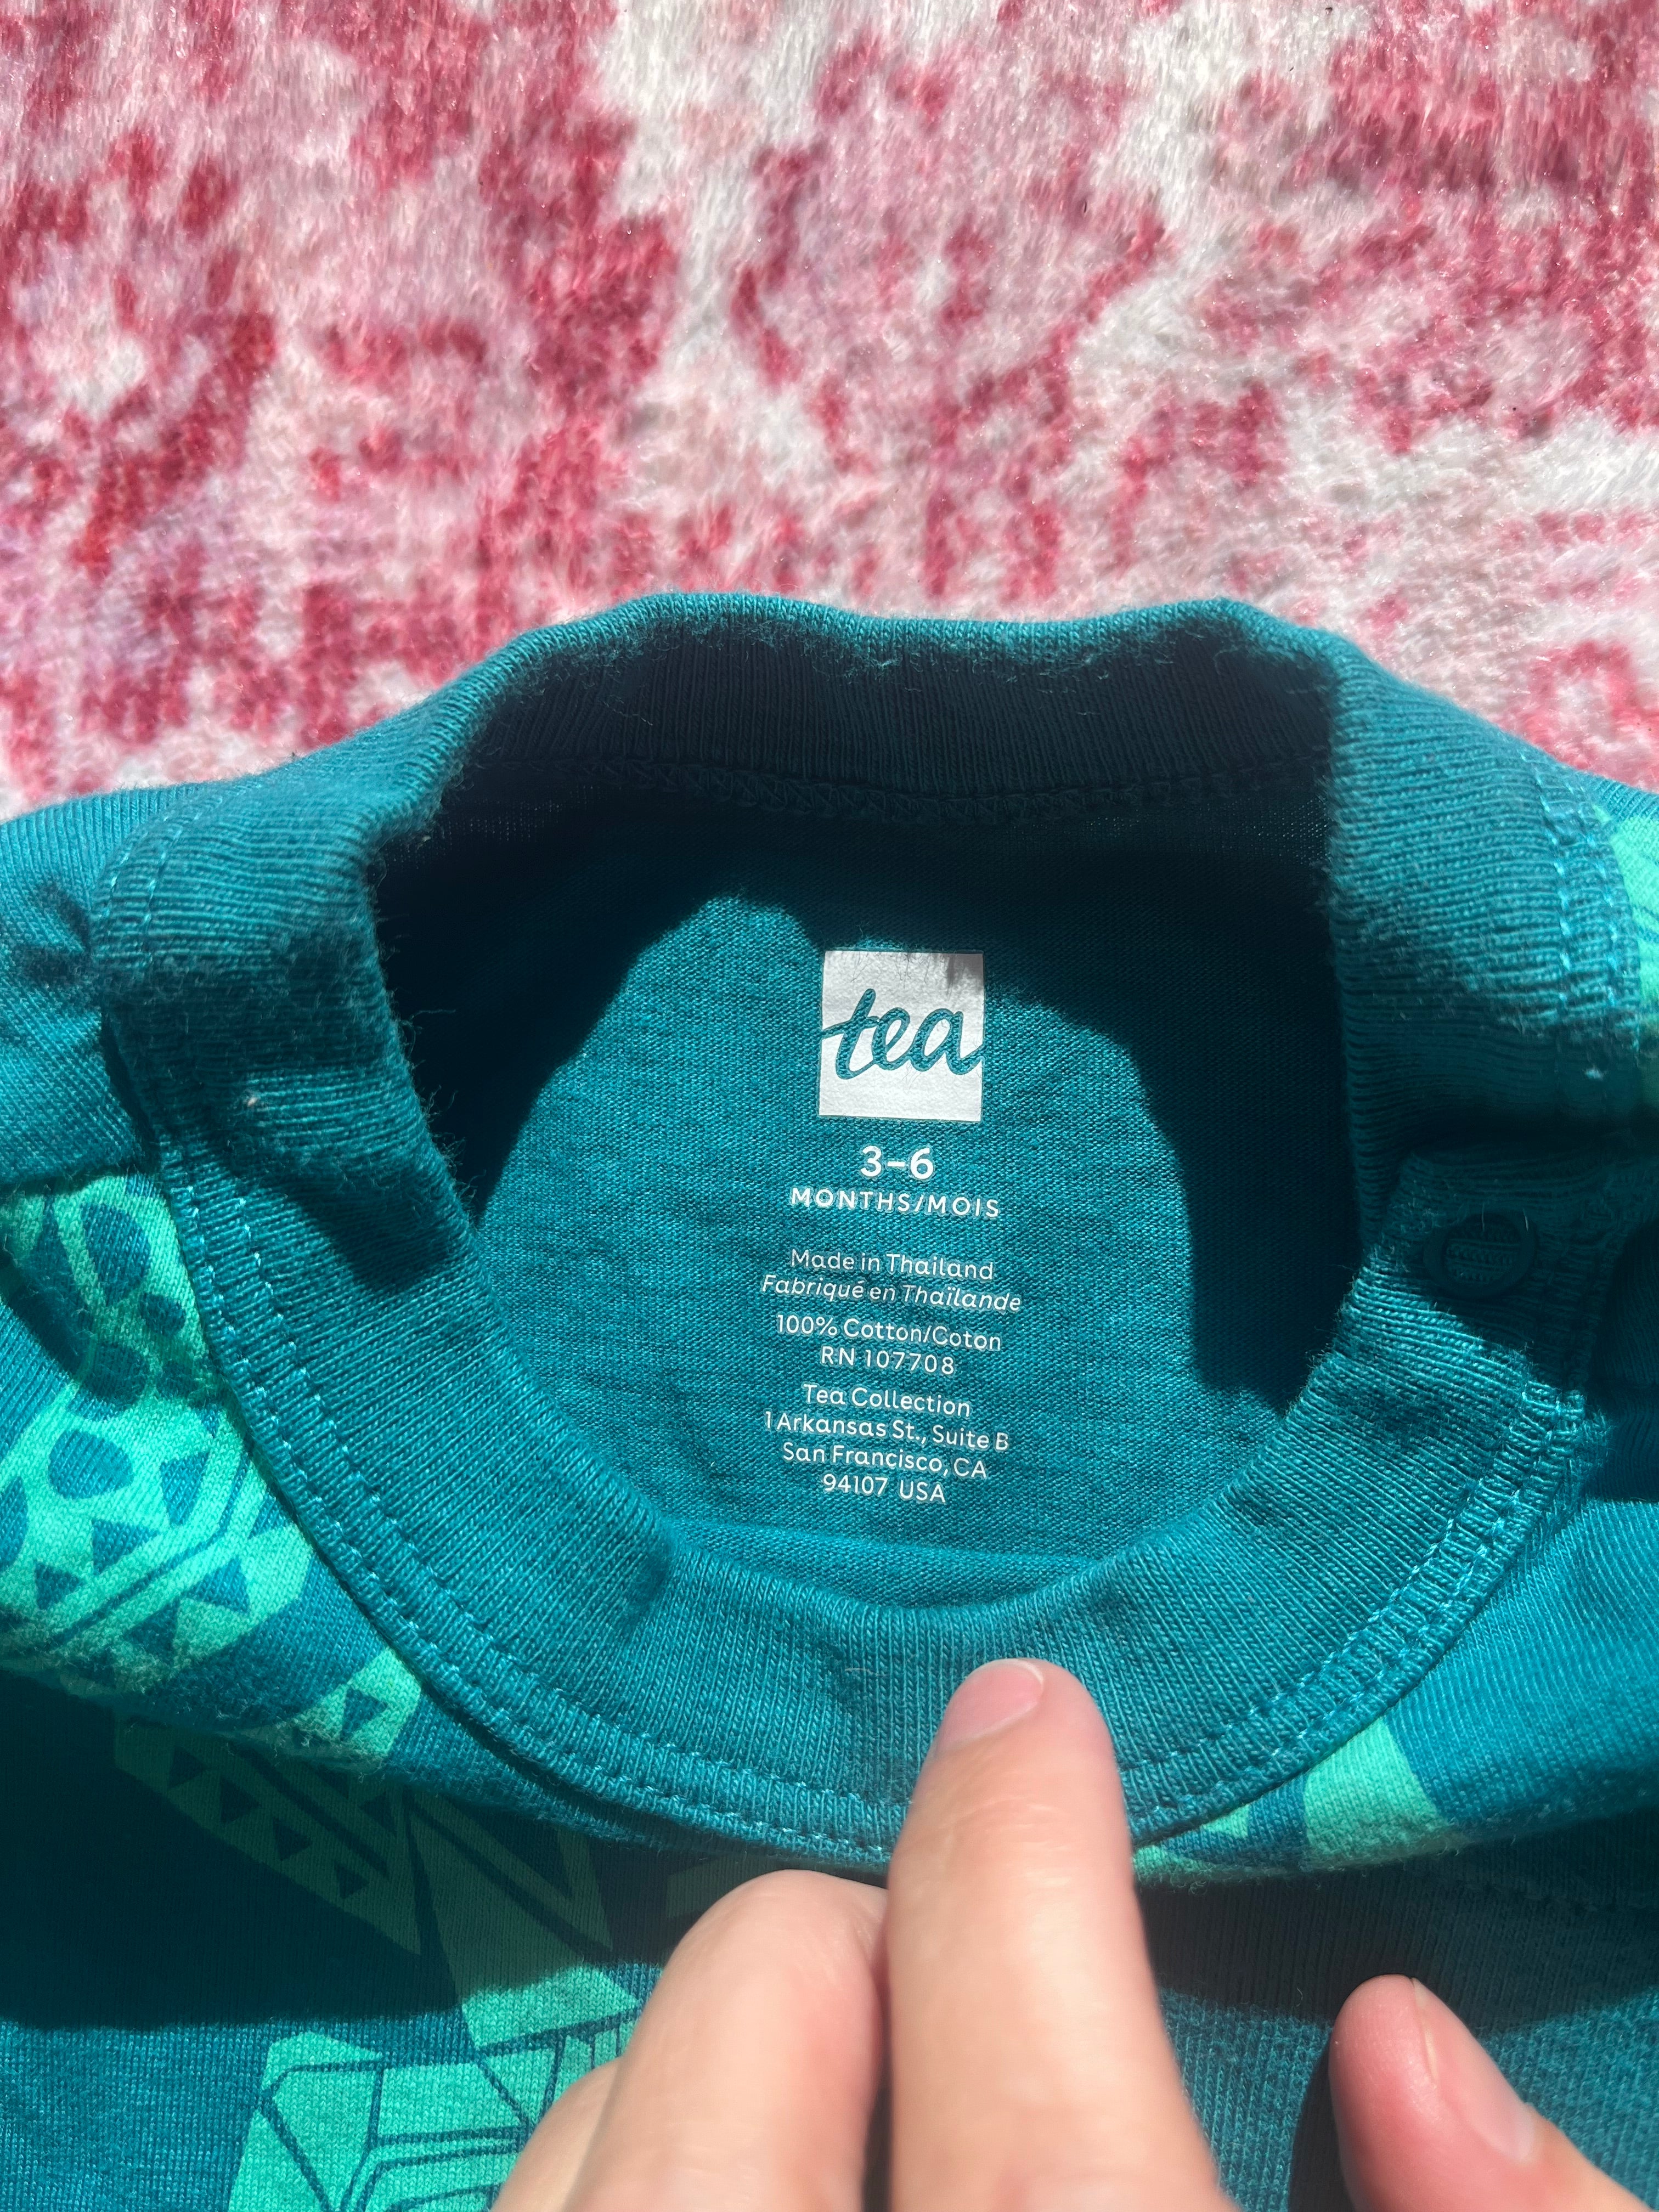 tea
3–6
MONTHS/MOIS
Made in Thailand
Fabriqué en Thaïlande
100% Cotton/Coton
RN 107708
Tea Collection
1 Arkansas St., Suite B
San Francisco, CA
94107 USA